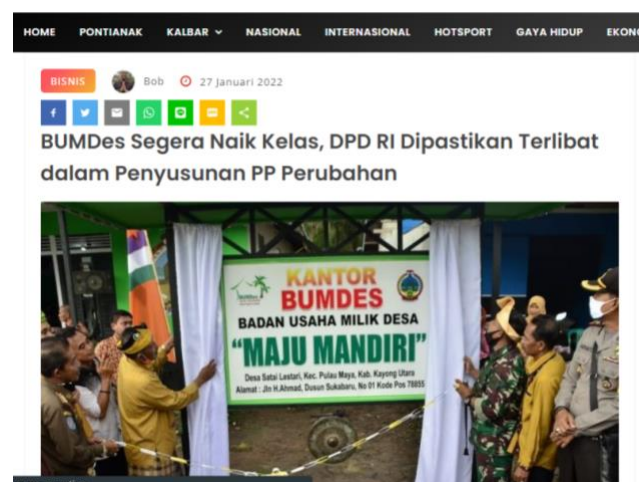 HOME PONTIANAK KALBAR NASIONAL INTERNASIONAL HOTSPORT GAYA HIDUP EKON
BISNIS Bob 27 Januari 2022
BUMDes Segera Naik Kelas, DPD RI Dipastikan Terlibat
dalam Penyusunan PP Perubahan
KANTOR
BUMDES
BADAN USAHA MILIK DESA
"MAJU MANDIRI"
Desa Satai Lestari, Kec. Pulau Maya, Kab. Kayong Utara
Alamat : Jln H.Ahmad, Dusun Sukabaru, No 01 Kode Pos 78855